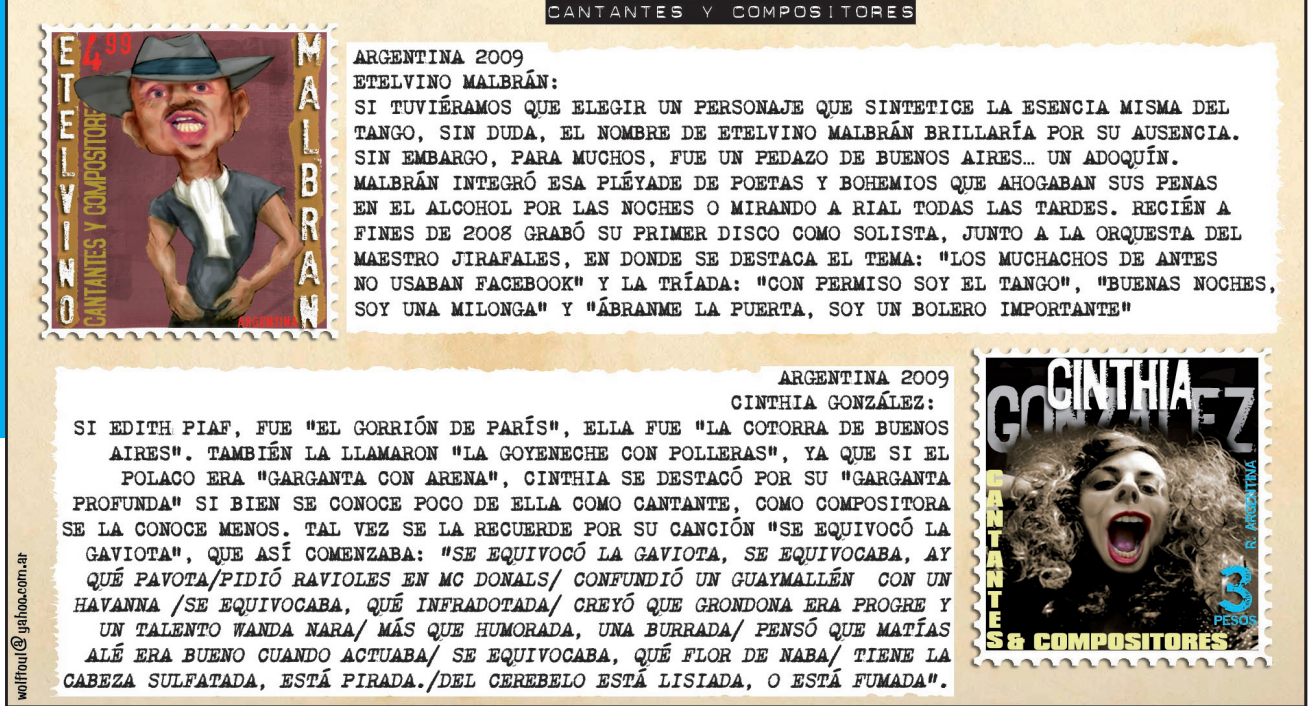 CANTANTES Y COMPOSITORES
ETELVINO
4.99
MALBRAN
CANTANTES Y COMPOSITORE
ARGENTINA
ARGENTINA 2009
ETELVINO MALBRÁN:
SI TUVIÉRAMOS QUE ELEGIR UN PERSONAJE QUE SINTETICE LA ESENCIA MISMA DEL
TANGO, SIN DUDA, EL NOMBRE DE ETELVINO MALBRÁN BRILLARÍA POR SU AUSENCIA.
SIN EMBARGO, PARA MUCHOS, FUE UN PEDAZO DE BUENOS AIRES... UN ADOQUÍN.
MALBRÁN INTEGRÓ ESA PLÉYADE DE POETAS Y BOHEMIOS QUE AHOGABAN SUS PENAS
EN EL ALCOHOL POR LAS NOCHES O MIRANDO A RIAL TODAS LAS TARDES. RECIÉN A
FINES DE 2008 GRABÓ SU PRIMER DISCO COMO SOLISTA, JUNTO A LA ORQUESTA DEL
MAESTRO JIRAFALES, EN DONDE SE DESTACA EL TEMA: "LOS MUCHACHOS DE ANTES
NO USABAN FACEBOOK" Y LA TRÍADA: "CON PERMISO SOY EL TANGO", "BUENAS NOCHES,
SOY UNA MILONGA" Y "ÁBRANME LA PUERTA, SOY UN BOLERO IMPORTANTE"
ARGENTINA 2009
CINTHIA GONZÁLEZ:
SI EDITH PIAF, FUE "EL GORRIÓN DE PARÍS", ELLA FUE "LA COTORRA DE BUENOS
AIRES". TAMBIÉN LA LLAMARON "LA GOYENECHE CON POLLERAS", YA QUE SI EL
POLACO ERA "GARGANTA CON ARENA", CINTHIA SE DESTACÓ POR SU "GARGANTA
PROFUNDA" SI BIEN SE CONOCE POCO DE ELLA COMO CANTANTE, COMO COMPOSITORA
SE LA CONOCE MENOS. TAL VEZ SE LA RECUERDE POR SU CANCIÓN "SE EQUIVOCÓ LA
GAVIOTA", QUE ASÍ COMENZABA: "SE EQUIVOCÓ LA GAVIOTA, SE EQUIVOCABA, AY
QUÉ PAVOTA/PIDIÓ RAVIOLES EN MC DONALS/ CONFUNDIÓ UN GUAYMALLÉN CON UN
HAVANNA /SE EQUIVOCABA, QUÉ INFRADOTADA/ CREYÓ QUE GRONDONA ERA PROGRE Y
UN TALENTO WANDA NARA/ MÁS QUE HUMORADA, UNA BURRADA/ PENSÓ QUE MATÍAS
ALÉ ERA BUENO CUANDO ACTUABA/ SE EQUIVOCABA, QUÉ FLOR DE NABA/ TIENE LA
CABEZA SULFATADA, ESTÁ PIRADA./DEL CEREBELO ESTÁ LISIADA, O ESTÁ FUMADA".
CINTHIA
GONZALEZ
CANTANTES
& COMPOSITORES
R. ARGENTINA
3
PESOS
wolffoul@yahoo.com.ar